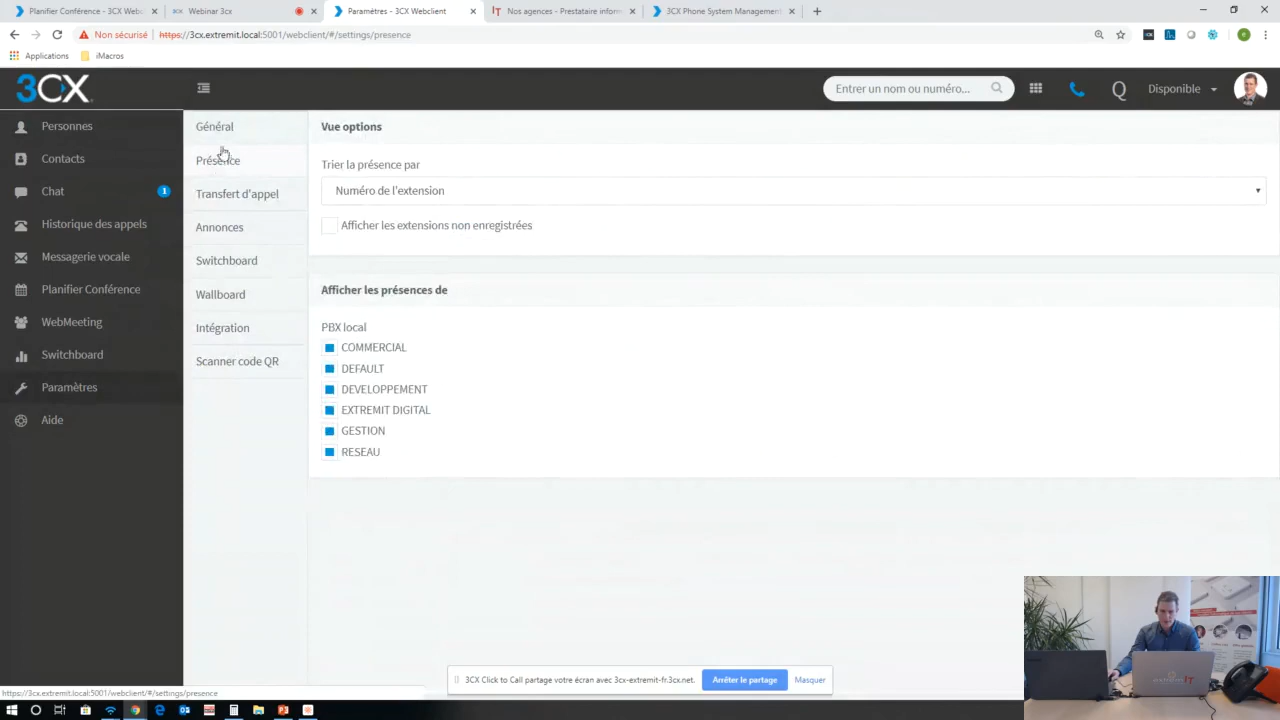 Planifier Conférence - 3CX Webc
Webinar 3cx
Paramètres - 3CX Webclient
Nos agences - Prestataire inform
3CX Phone System Managemen
Non sécurisé
https://3cx.extremit.local:5001/webclient/#/settings/presence
Applications
iMacros
3CX
Entrer un nom ou numéro...
Disponible
Personnes
Contacts
Chat
1
Historique des appels
Messagerie vocale
Planifier Conférence
WebMeeting
Switchboard
Paramètres
Aide
Général
Présence
Transfert d'appel
Annonces
Switchboard
Wallboard
Intégration
Scanner code QR
Vue options
Trier la présence par
Numéro de l'extension
Afficher les extensions non enregistrées
Afficher les présences de
PBX local
COMMERCIAL
DEFAULT
DEVELOPPEMENT
EXTREMIT DIGITAL
GESTION
RESEAU
3CX Click to Call partage votre écran avec 3cx-extremit-fr.3cx.net.
Arrêter le partage
Masquer
https://3cx.extremit.local:5001/webclient/#/settings/presence